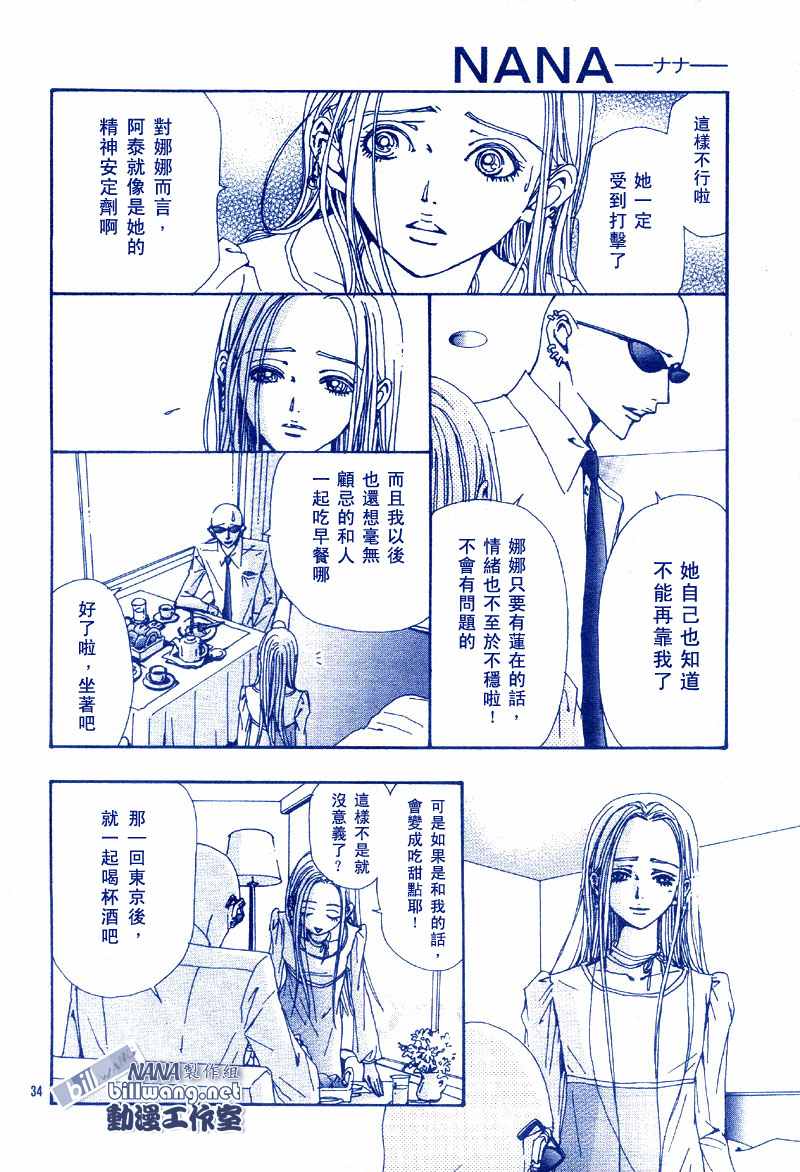 NANA—ナナ—
這樣不行啦
她一定
受到打擊了
對娜娜而言，
阿泰就像是她的
精神安定劑啊
她自己也知道
不能再靠我了
娜娜只要有蓮在的話，
情緒也不至於不穩啦！
不會有問題的
而且我以後
也還想毫無
顧忌的和人
一起吃早餐哪
好了啦，坐著吧
可是如果是和我的話，
會變成吃甜點耶！
這樣不是就
沒意義了？
那一回東京後，
就一起喝杯酒吧
34
bill wang
NANA製作組
billwang.net
動漫工作室